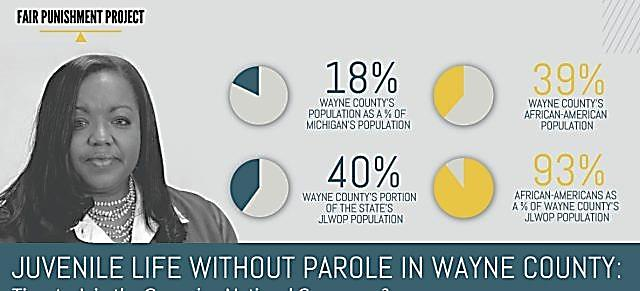 FAIR PUNISHMENT PROJECT
18%
WAYNE COUNTY'S
POPULATION AS A % OF
MICHIGAN'S POPULATION
39%
WAYNE COUNTY'S
AFRICAN-AMERICAN
POPULATION
40%
WAYNE COUNTY'S PORTION
OF THE STATE'S
JLWOP POPULATION
93%
AFRICAN-AMERICANS AS
A % OF WAYNE COUNTY'S
JLWOP POPULATION
JUVENILE LIFE WITHOUT PAROLE IN WAYNE COUNTY: